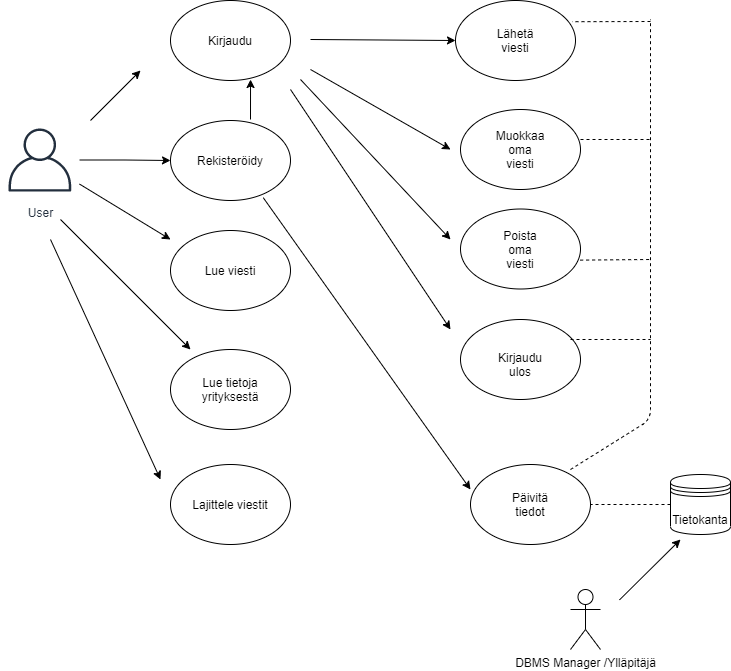 Kirjaudu
Lähetä
viesti
Muokkaa
oma
viesti
Rekisteröidy
User
Poista
oma
viesti
Lue viesti
Kirjaudu
ulos
Lue tietoja
yrityksestä
Lajittele viestit
Päivitä
tiedot
Tietokanta
DBMS Manager /Ylläpitäjä